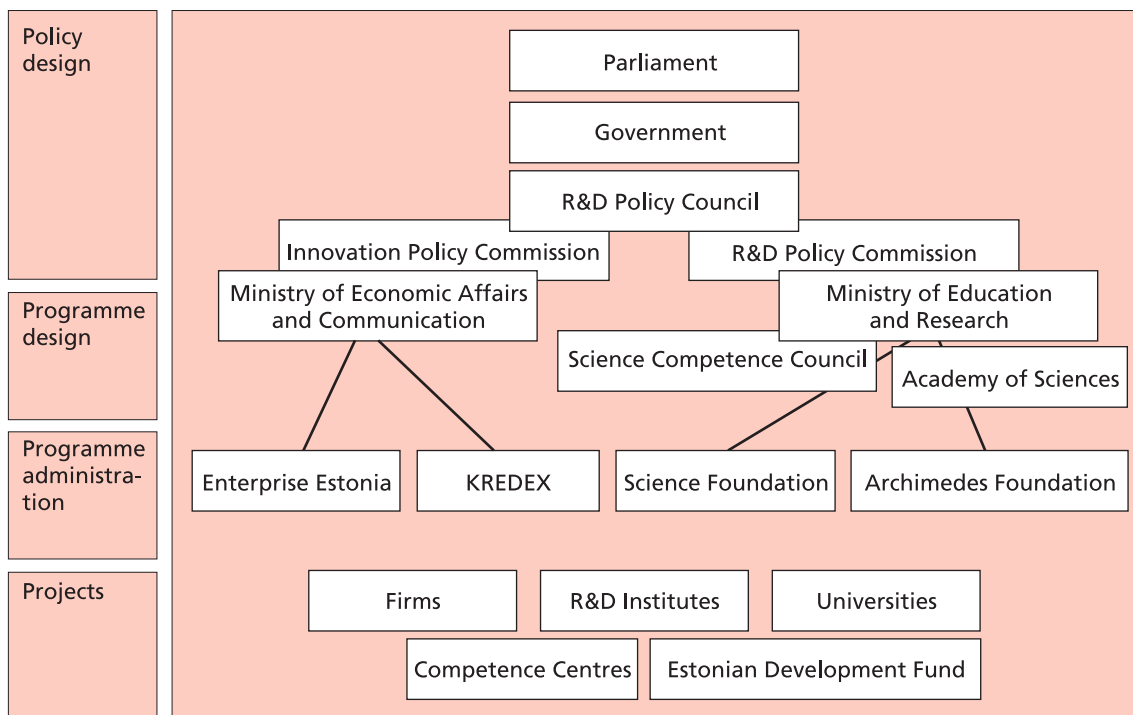 Policy
design
Parliament
Government
R&D Policy Council
Innovation Policy Commission
R&D Policy Commission
Programme
design
Ministry of Economic Affairs
and Communication
Ministry of Education
and Research
Science Competence Council
Academy of Sciences
Programme
administra-
tion
Enterprise Estonia
KREDEX
Science Foundation
Archimedes Foundation
Projects
Firms
R&D Institutes
Universities
Competence Centres
Estonian Development Fund